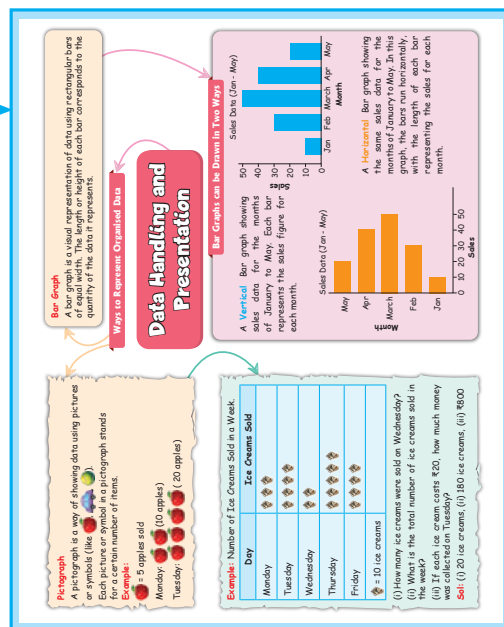 Data Handling and
Presentation
Ways to Represent Organised Data
Pictograph
A pictograph is a way of showing data using pictures
or symbols (like , , ).
Each picture or symbol in a pictograph stands
for a certain number of items.
Example:
= 5 apples sold
Monday: (10 apples)
Tuesday: ( 20 apples)
Bar Graph
A bar graph is a visual representation of data using rectangular bars
of equal width. The length or height of each bar corresponds to the
quantity of the data it represents.
Example: Number of Ice Creams Sold in a Week.
Day Ice Creams Sold
Monday
Tuesday
Wednesday
Thursday
Friday
= 10 ice creams
(i) How many ice creams were sold on Wednesday?
(ii) What is the total number of ice creams sold in
the week?
(iii) If each ice cream costs ₹20, how much money
was collected on Tuesday?
Sol: (i) 20 ice creams, (ii) 180 ice creams, (iii) ₹800
Bar Graphs can be Drawn in Two Ways
A Vertical Bar graph showing
sales data for the months
of January to May. Each bar
represents the sales figure for
each month.
Sales Data (Jan - May)
Sales
50
40
30
20
10
0
Jan Feb March Apr May
Month
Sales Data (Jan - May)
Month
May
Apr
March
Feb
Jan
0 10 20 30 40 50
Sales
A Horizontal Bar graph showing
the same sales data for the
months of January to May. In this
graph, the bars run horizontally,
with the length of each bar
representing the sales for each
month.